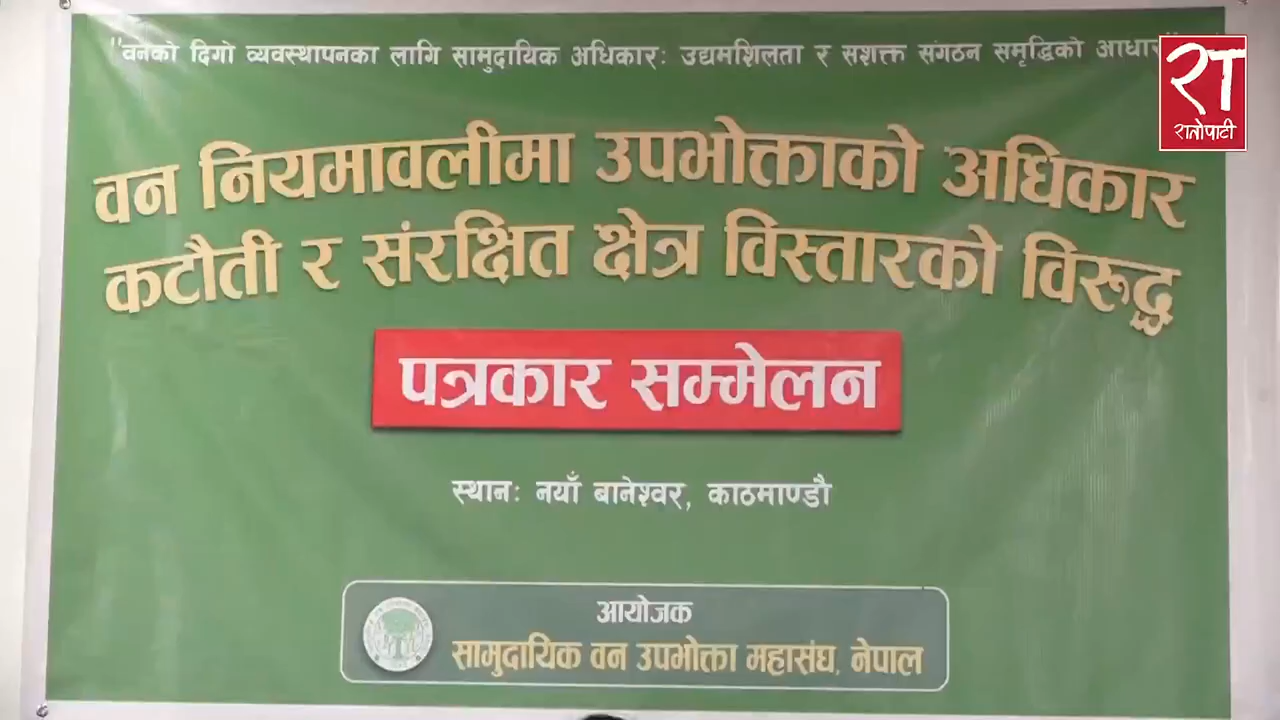 "वनको दिगो व्यवस्थापनका लागि सामुदायिक अधिकारः उद्यमशिलता र सशक्त संगठन समृद्धिको आधार"
रा
रातोपाटी
वन नियमावलीमा उपभोक्ताको अधिकार
कटौती र संरक्षित क्षेत्र विस्तारको विरुद्ध
पत्रकार सम्मेलन
स्थानः नयाँ बानेश्वर, काठमाण्डौ
आयोजक
सामुदायिक वन उपभोक्ता महासंघ, नेपाल